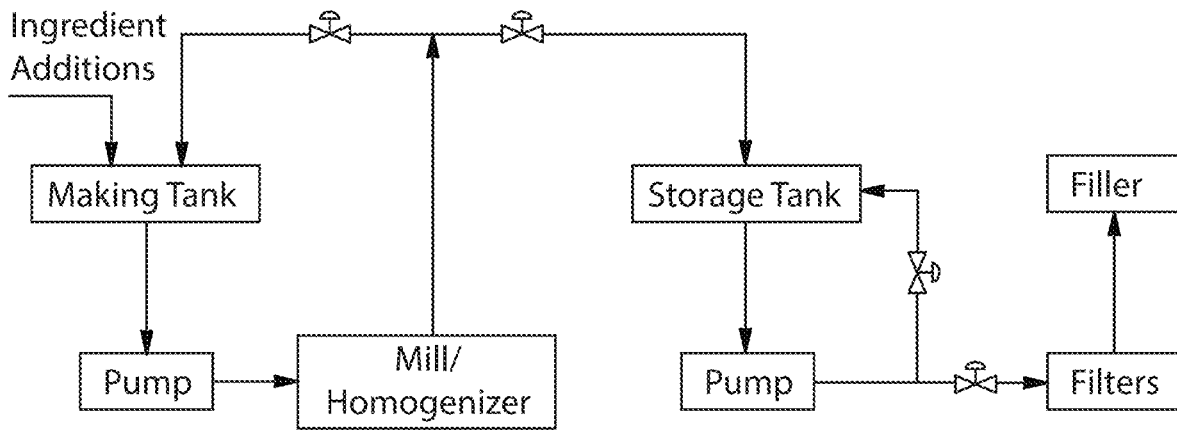 Ingredient
Additions
Making Tank
Storage Tank
Filler
Pump
Mill/
Homogenizer
Pump
Filters